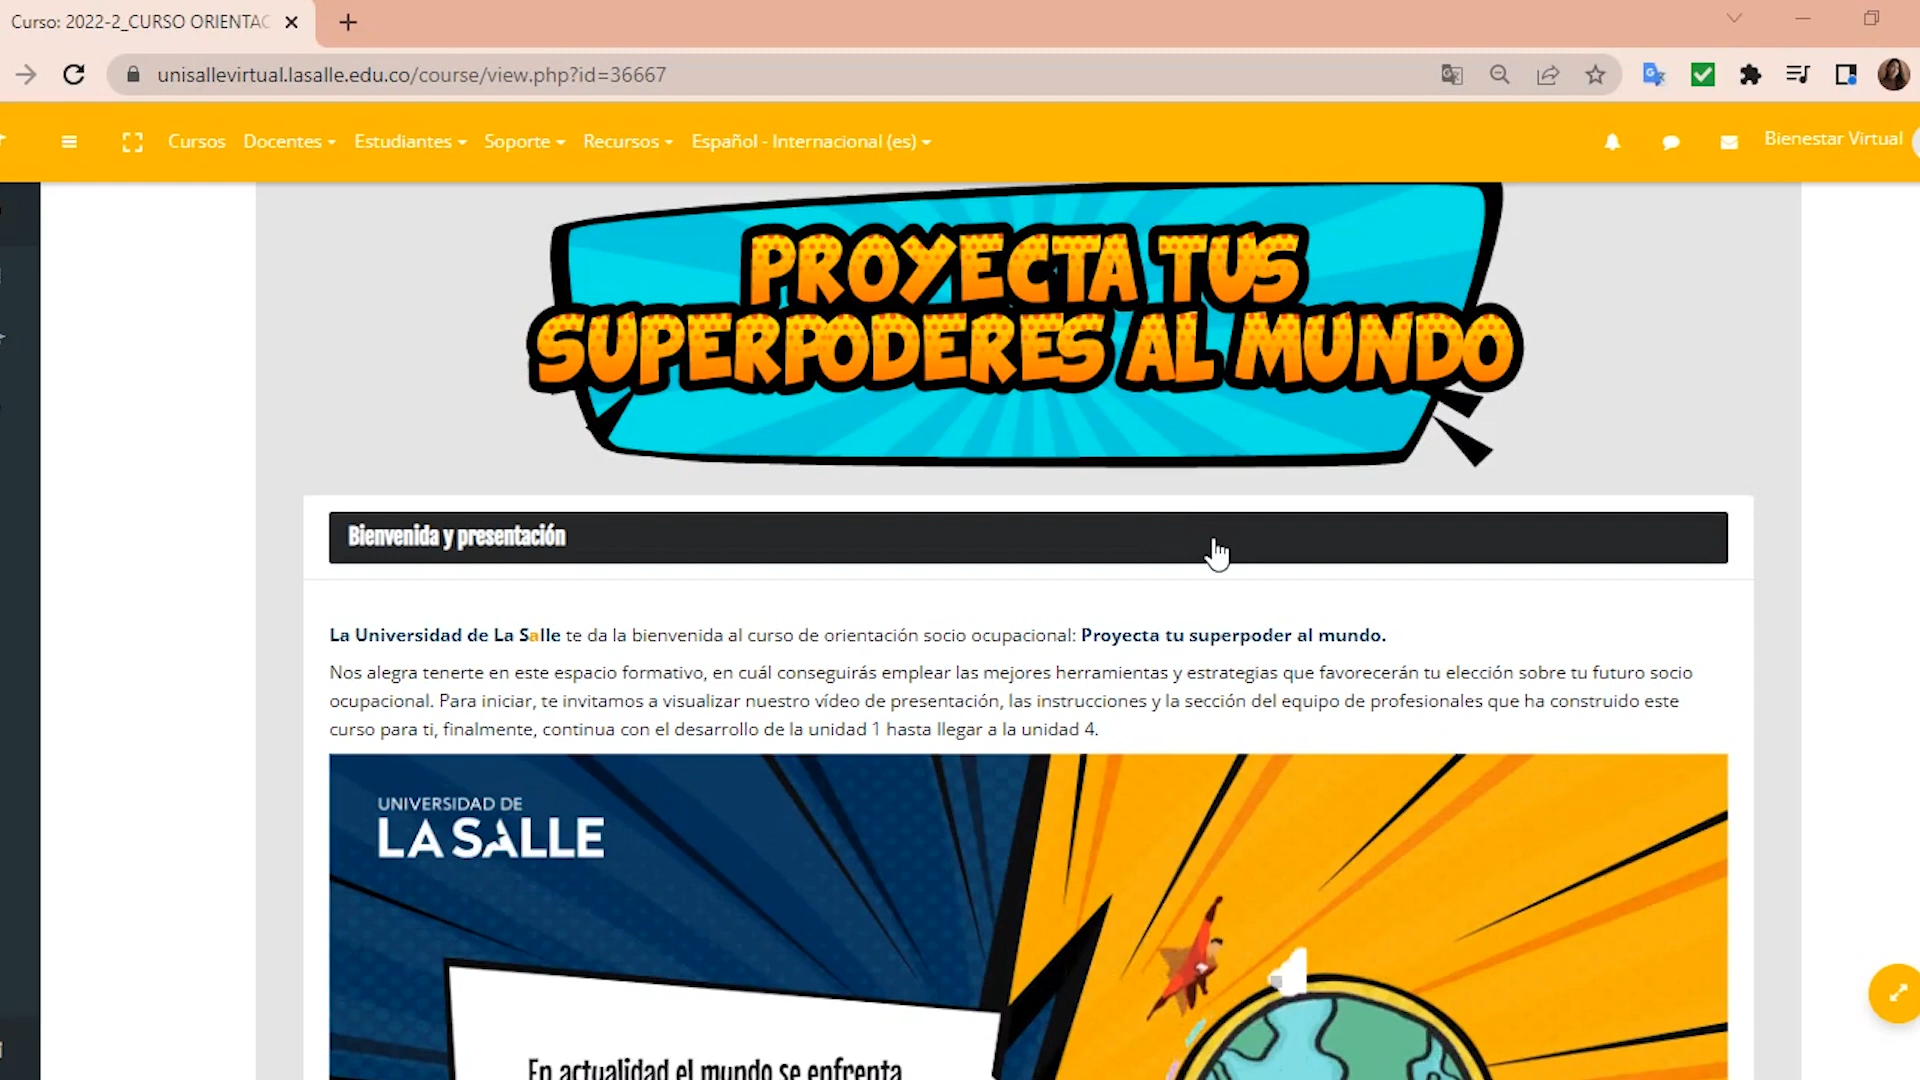 Curso: 2022-2_CURSO ORIENTAC
unisallevirtual.lasalle.edu.co/course/view.php?id=36667
Cursos Docentes Estudiantes Soporte Recursos Español - Internacional (es) Bienestar Virtual
PROYECTA TUS
SUPERPODERES AL MUNDO
Bienvenida y presentación
La Universidad de La Salle te da la bienvenida al curso de orientación socio ocupacional: Proyecta tu superpoder al mundo.
Nos alegra tenerte en este espacio formativo, en cuál conseguirás emplear las mejores herramientas y estrategias que favorecerán tu elección sobre tu futuro socio
ocupacional. Para iniciar, te invitamos a visualizar nuestro vídeo de presentación, las instrucciones y la sección del equipo de profesionales que ha construido este
curso para ti, finalmente, continua con el desarrollo de la unidad 1 hasta llegar a la unidad 4.
UNIVERSIDAD DE
LA SALLE
En actualidad el mundo se enfrenta